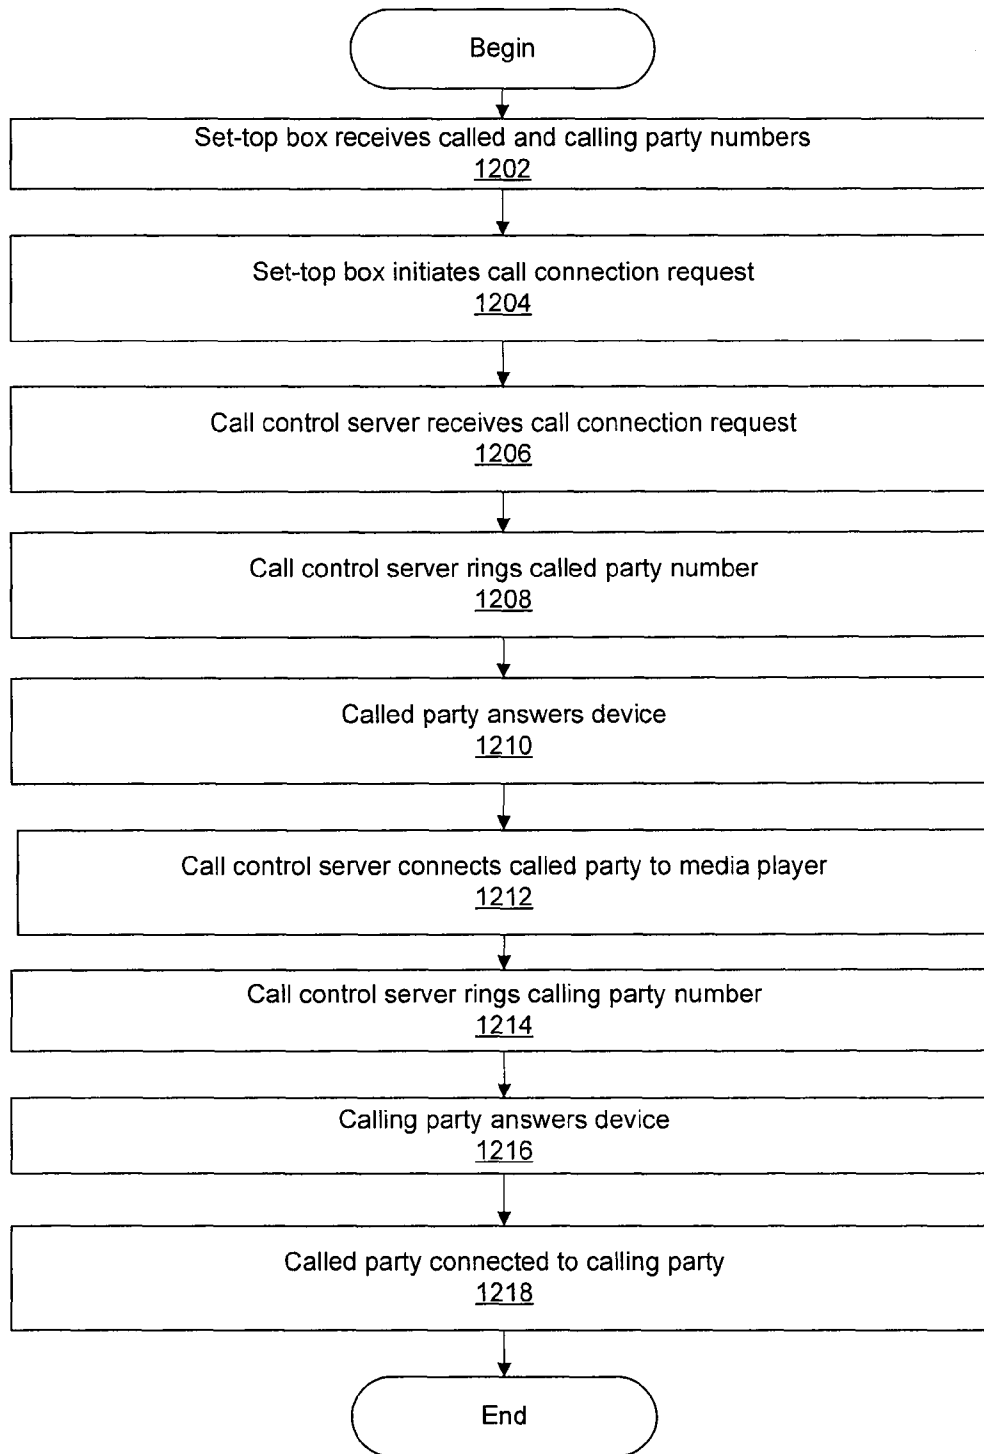 Begin
Set-top box receives called and calling party numbers
1202
Set-top box initiates call connection request
1204
Call control server receives call connection request
1206
Call control server rings called party number
1208
Called party answers device
1210
Call control server connects called party to media player
1212
Call control server rings calling party number
1214
Calling party answers device
1216
Called party connected to calling party
1218
End